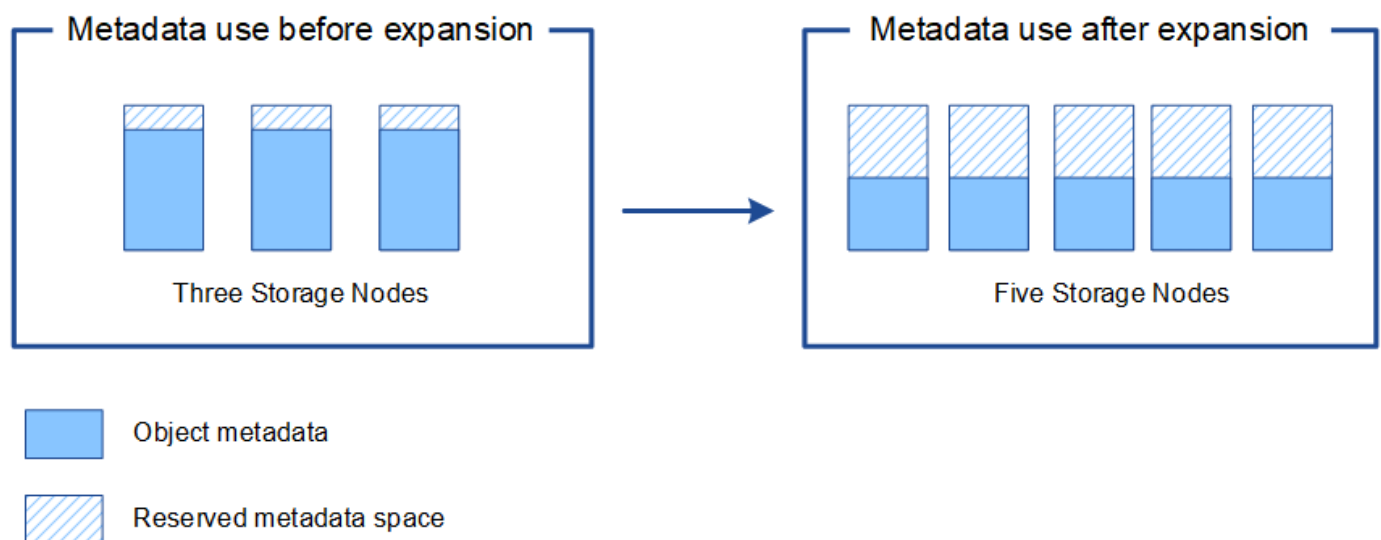 Metadata use before expansion
Metadata use after expansion
Three Storage Nodes
Five Storage Nodes
Object metadata
Reserved metadata space